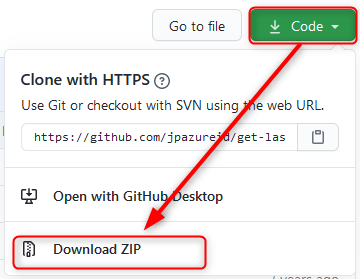 Go to file
Code
Clone with HTTPS
Use Git or checkout with SVN using the web URL.
https://github.com/jpazureid/get-las
Open with GitHub Desktop
Download ZIP
years ago